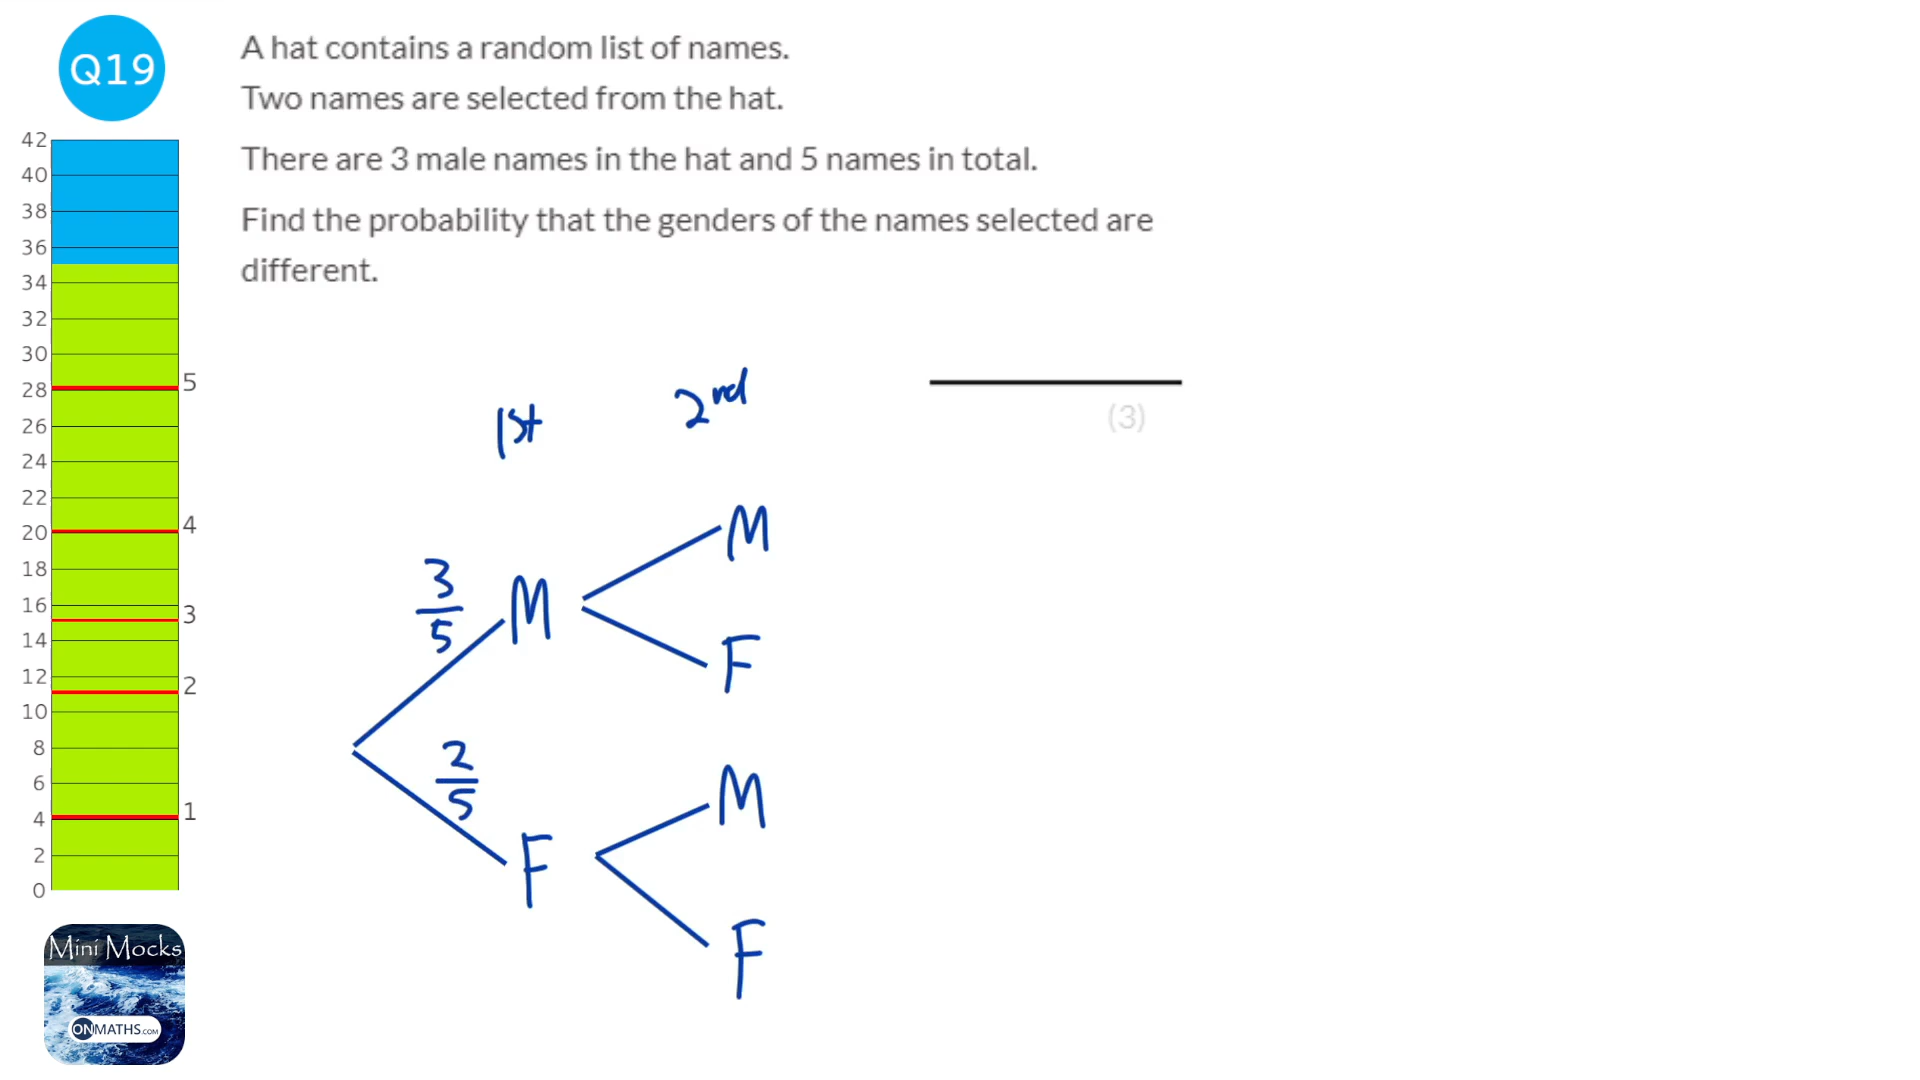 Q19
A hat contains a random list of names.
Two names are selected from the hat.
There are 3 male names in the hat and 5 names in total.
Find the probability that the genders of the names selected are
different.
(3)
42
40
38
36
34
32
30
28
26
24
22
20
18
16
14
12
10
8
6
4
2
0
5
4
3
2
1
1st
2rd
3/5
M
M
F
2/5
F
M
F
Mini Mocks
ONMATHS.COM